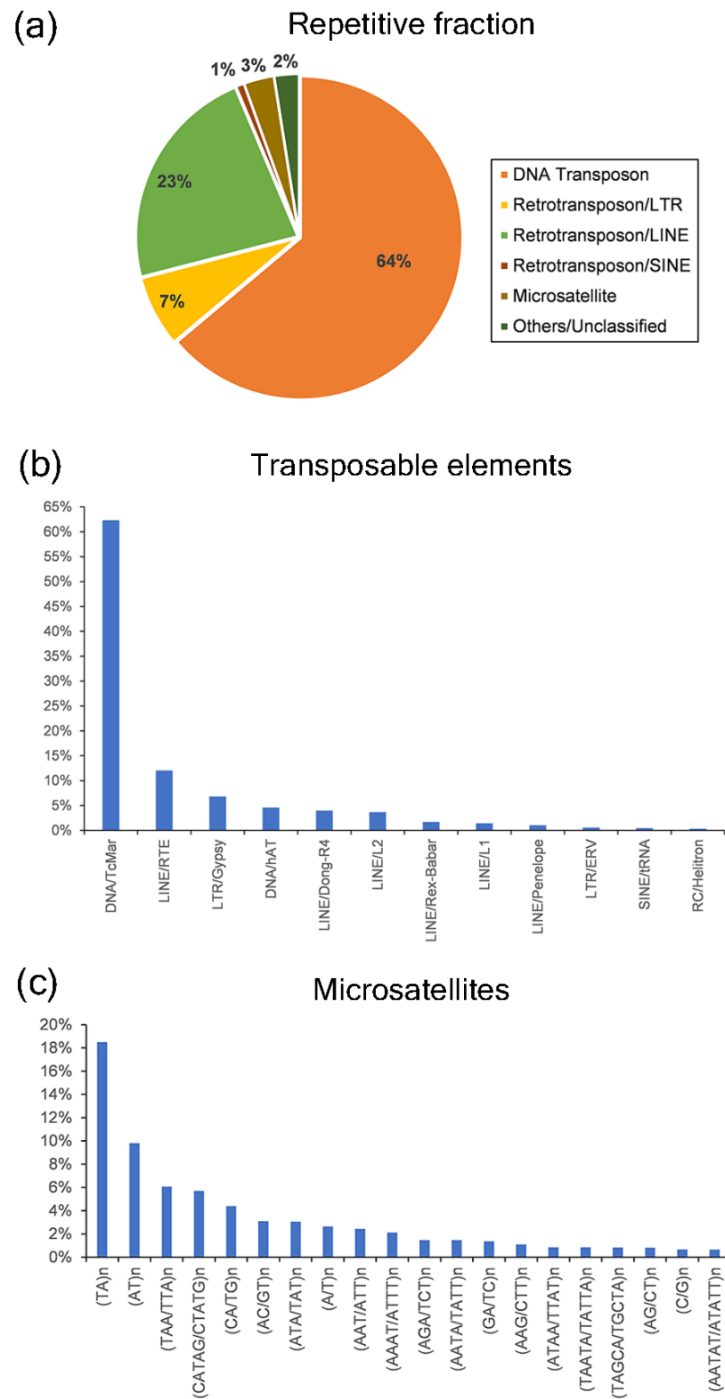 (a)
Repetitive fraction
1%
3%
2%
23%
7%
64%
DNA Transposon
Retrotransposon/LTR
Retrotransposon/LINE
Retrotransposon/SINE
Microsatellite
Others/Unclassified
(b)
Transposable elements
65%
60%
55%
50%
45%
40%
35%
30%
25%
20%
15%
10%
5%
0%
DNA/TcMar
LINE/RTE
LTR/Gypsy
DNA/hAT
LINE/Dong-R4
LINE/L2
LINE/Rex-Babar
LINE/L1
LINE/Penelope
LTR/ERV
SINE/tRNA
RC/Helitron
(c)
Microsatellites
20%
18%
16%
14%
12%
10%
8%
6%
4%
2%
0%
(TA)n
(AT)n
(TAA/TTA)n
(CATAG/CTATG)n
(CA/TG)n
(AC/GT)n
(ATA/TAT)n
(A/T)n
(AAT/ATT)n
(AAAT/ATTT)n
(AGA/TCT)n
(AATA/TATT)n
(GA/TC)n
(AAG/CTT)n
(ATAA/TTAT)n
(TAATA/TATTA)n
(TAGCA/TGCTA)n
(AG/CT)n
(C/G)n
(AATAT/ATATT)n